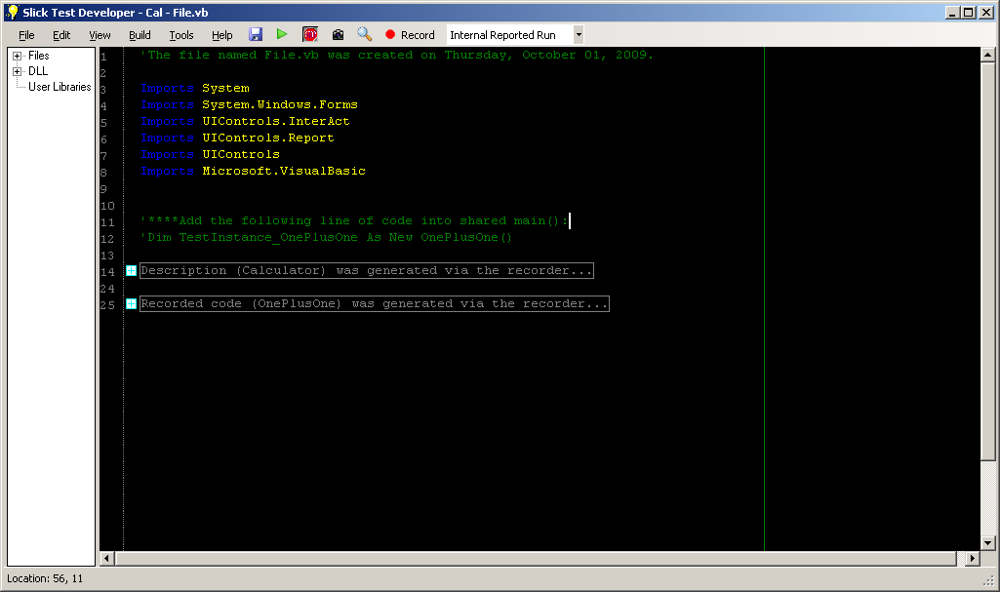 Slick Test Developer - Cal - File.vb
File Edit View Build Tools Help Record Internal Reported Run
Files
DLL
User Libraries
1 'The file named File.vb was created on Thursday, October 01, 2009.
2
3 Imports System
4 Imports System.Windows.Forms
5 Imports UIControls.InterAct
6 Imports UIControls.Report
7 Imports UIControls
8 Imports Microsoft.VisualBasic
9
10
11 '****Add the following line of code into shared main():
12 'Dim TestInstance_OnePlusOne As New OnePlusOne()
13
14 Description (Calculator) was generated via the recorder...
24
25 Recorded code (OnePlusOne) was generated via the recorder...
Location: 56, 11